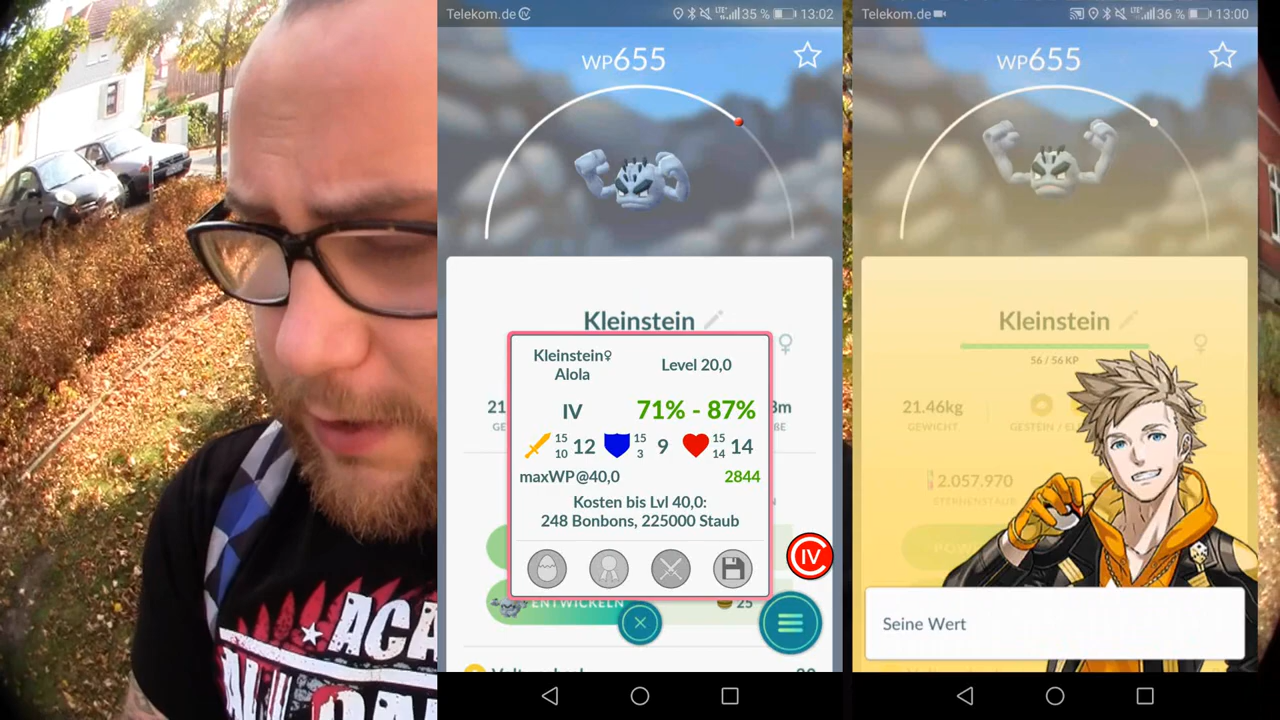 ACA
Telekom.de
35 % 13:02
WP655
Kleinstein
Kleinstein♀
Alola
Level 20,0
IV
71% - 87%
15
10
12
15
3
9
15
14
14
maxWP@40,0
2844
Kosten bis Lvl 40,0:
248 Bonbons, 225000 Staub
IV
ENTWICKELN
25
Telekom.de
36 % 13:00
WP655
Kleinstein
56 / 56 KP
21.46kg
GEWICHT
2.057.970
STERNENSTAUB
Seine Wert